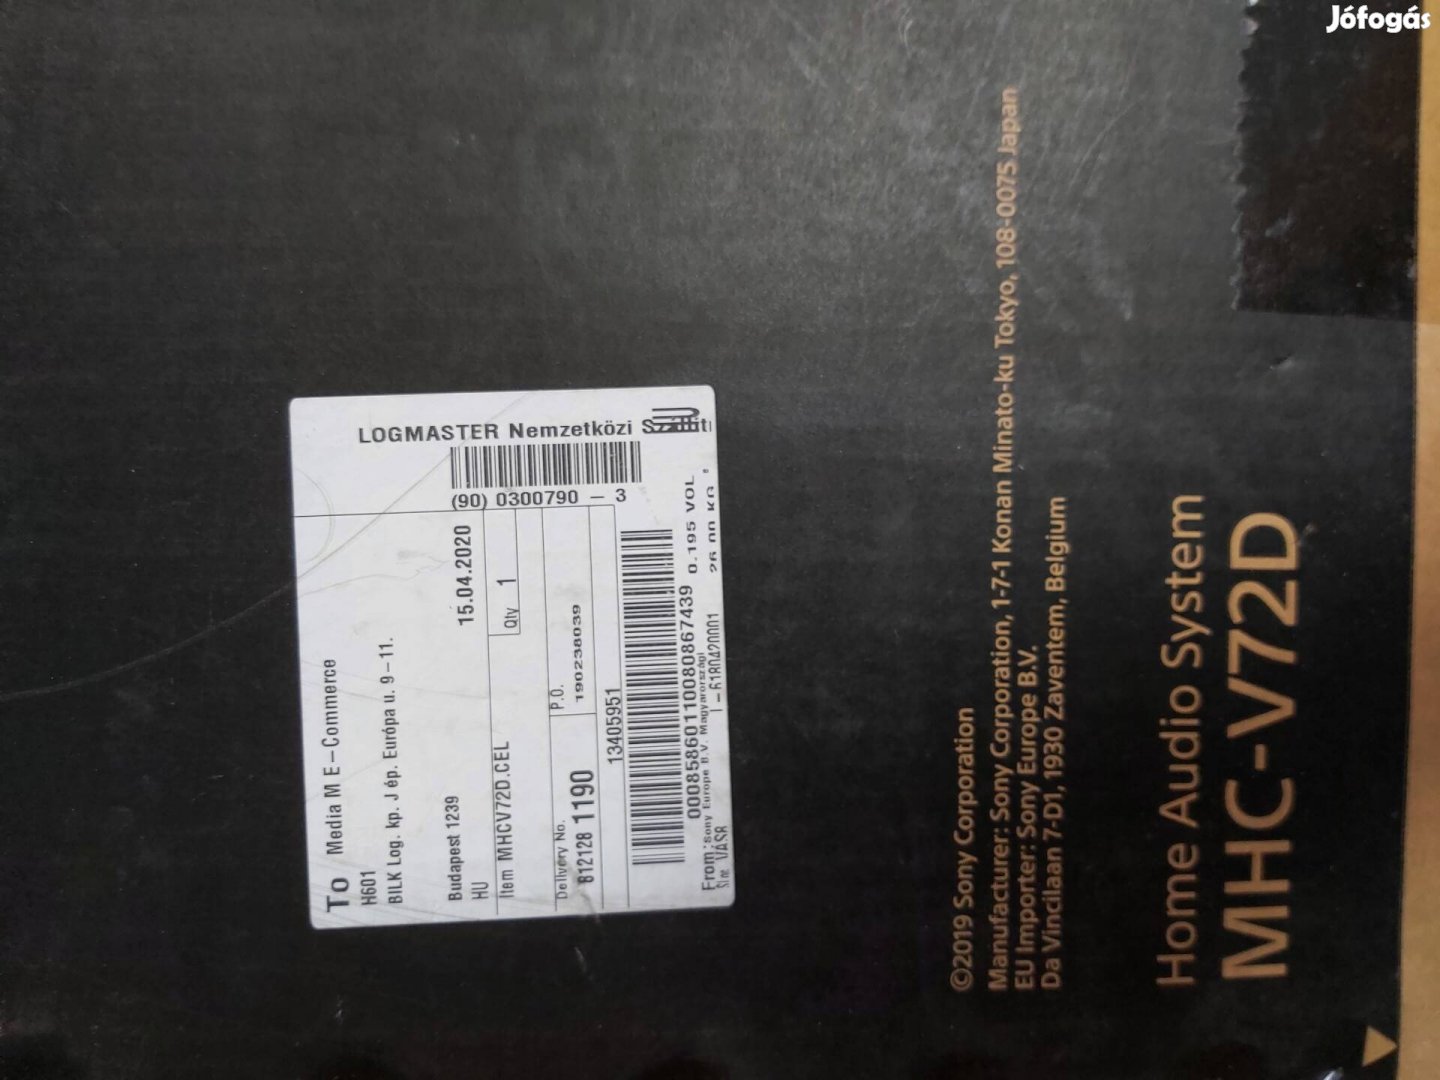 Jófogás
LOGMASTER Nemzetközi
(90) 0300790 – 3
To Media M E–Commerce
H601
BILK Log. kp. J ép. Európa u. 9–11.
15.04.2020
Budapest 1239
HU
Item MHCV72D.CEL
Qty 1
Delivery No.
812128 1190
P.O.
190238039
13405951
00085860110080867439 0.195 VOL
From: Sony Europe B.V. Magyarországi
©2019 Sony Corporation
Manufacturer: Sony Corporation, 1-7-1 Konan Minato-ku Tokyo, 108-0075 Japan
EU Importer: Sony Europe B.V.
Da Vincilaan 7-D1, 1930 Zaventem, Belgium
Home Audio System
MHC-V72D